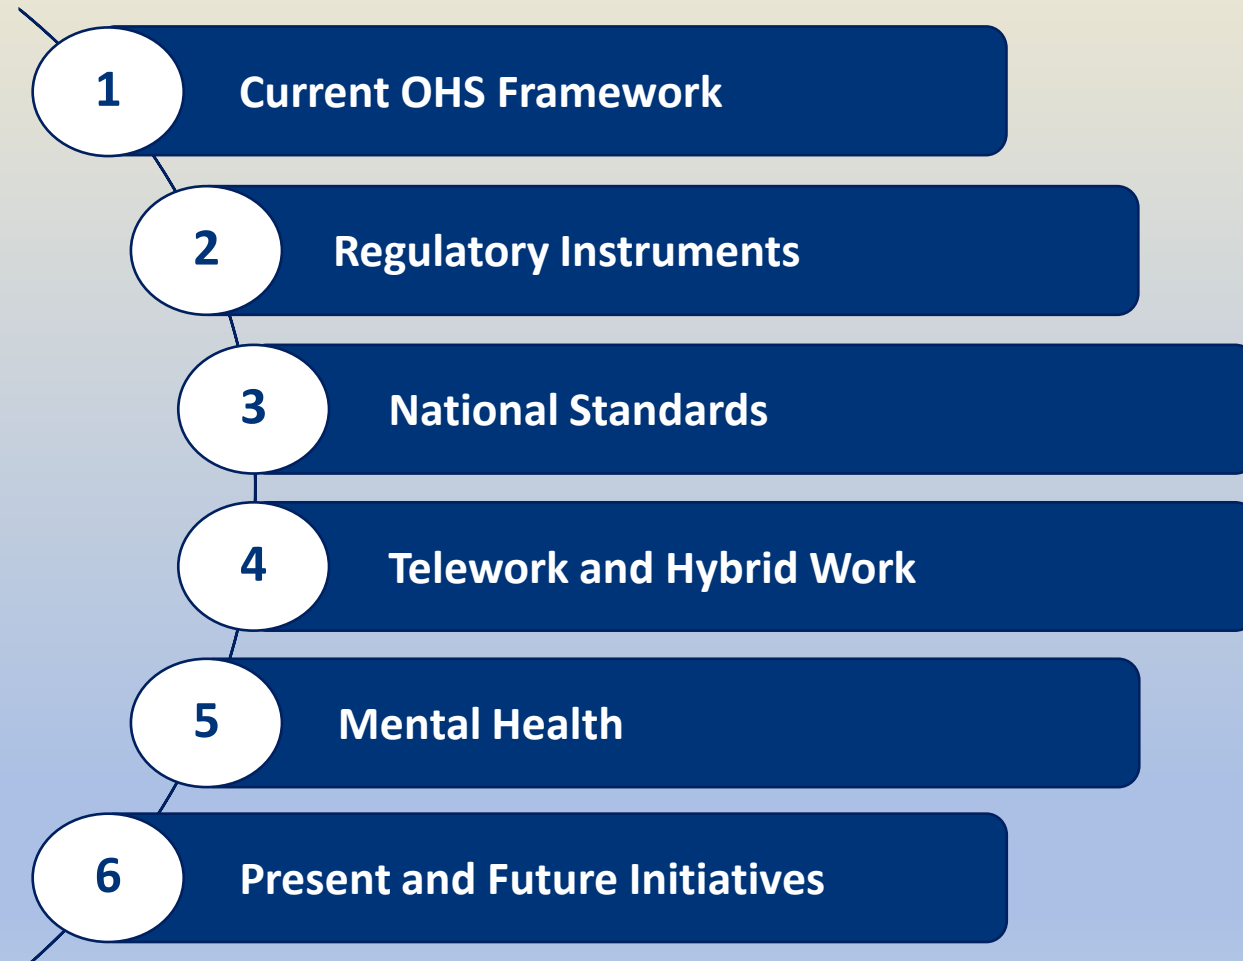 1 Current OHS Framework
2 Regulatory Instruments
3 National Standards
4 Telework and Hybrid Work
5 Mental Health
6 Present and Future Initiatives